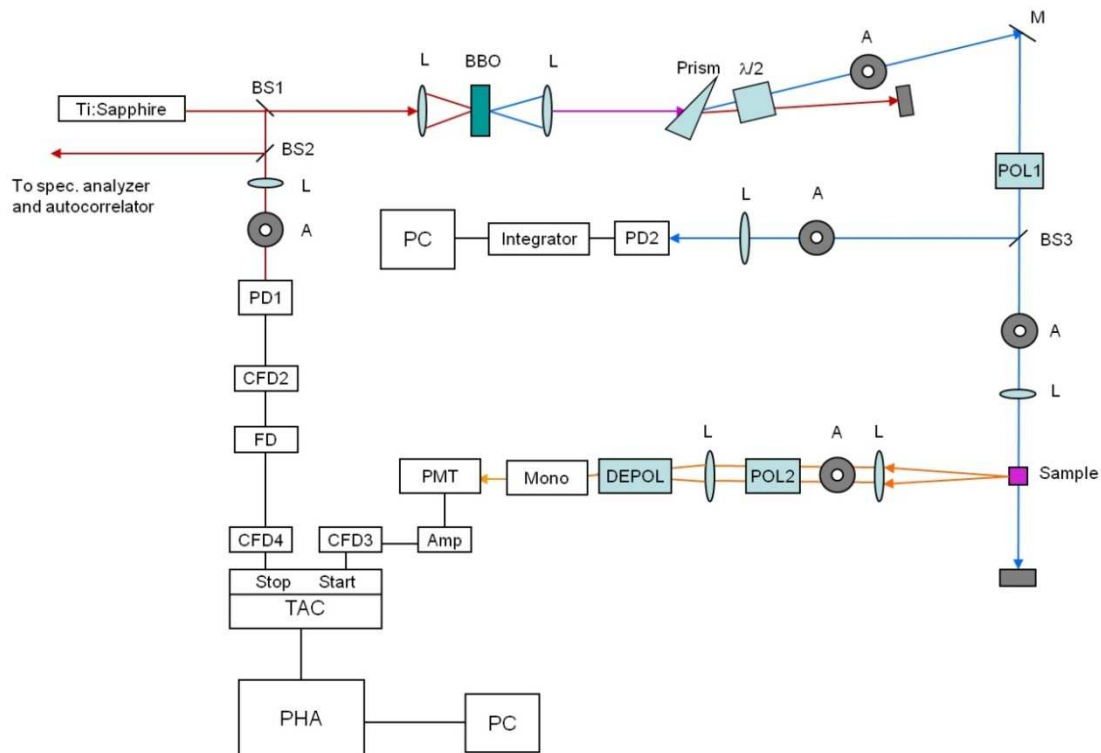 M
A
L
BBO
L
Prism
λ/2
BS1
Ti:Sapphire
BS2
To spec. analyzer
and autocorrelator
L
A
POL1
L
A
PC
Integrator
PD2
BS3
PD1
A
CFD2
L
FD
L
A
L
PMT
Mono
DEPOL
POL2
Sample
CFD4
CFD3
Amp
Stop
Start
TAC
PHA
PC